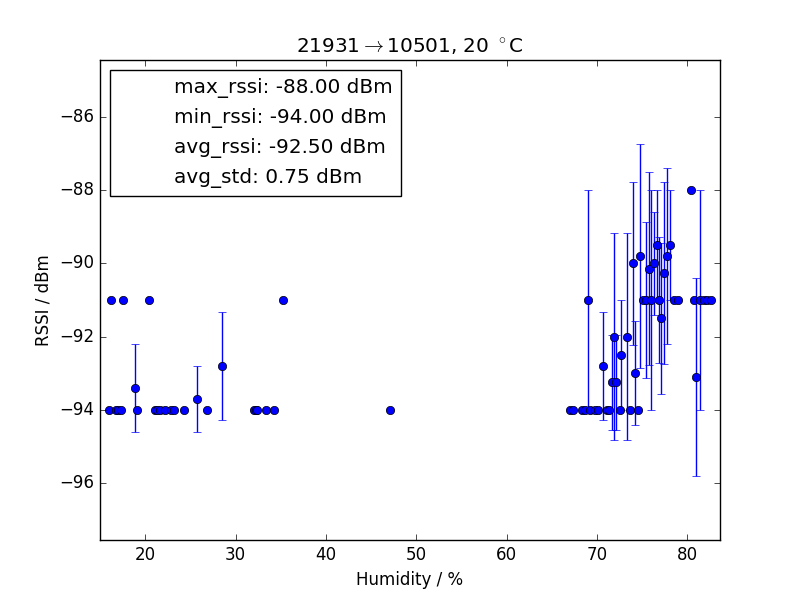 21931→10501, 20 °C
max_rssi: -88.00 dBm
min_rssi: -94.00 dBm
avg_rssi: -92.50 dBm
avg_std: 0.75 dBm
RSSI / dBm
−86
−88
−90
−92
−94
−96
20 30 40 50 60 70 80
Humidity / %